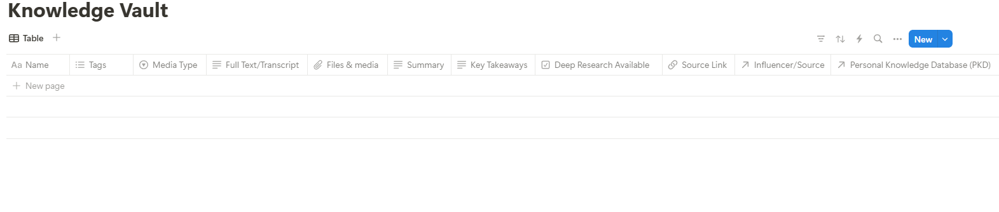 Knowledge Vault
Table
New
Aa Name Tags Media Type Full Text/Transcript Files & media Summary Key Takeaways Deep Research Available Source Link Influencer/Source Personal Knowledge Database (PKD)
New page